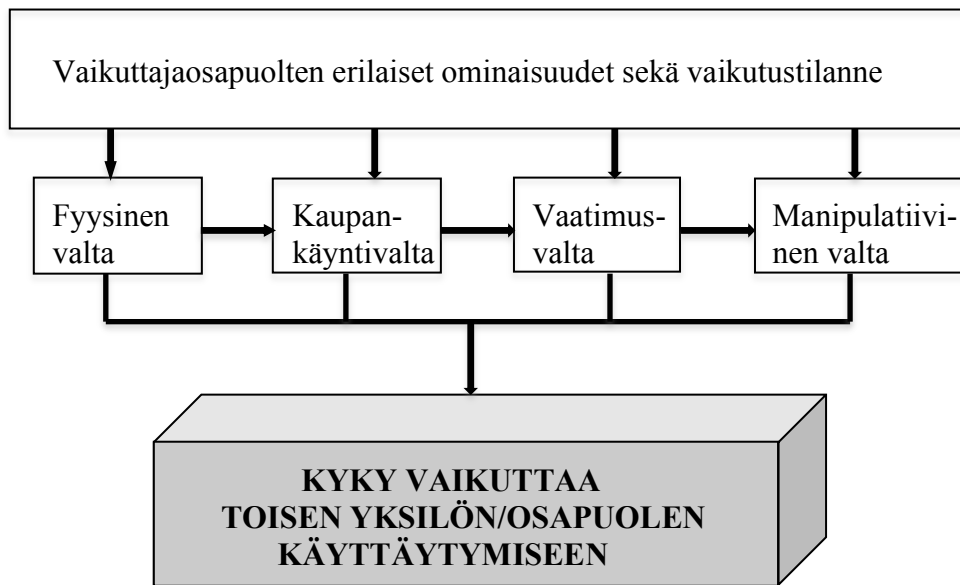 Vaikuttajaosapuolten erilaiset ominaisuudet sekä vaikutustilanne
Fyysinen
valta
Kaupan-
käyntivalta
Vaatimus-
valta
Manipulatiivi-
nen valta
KYKY VAIKUTTAA
TOISEN YKSILÖN/OSAPUOLEN
KÄYTTÄYTYMISEEN